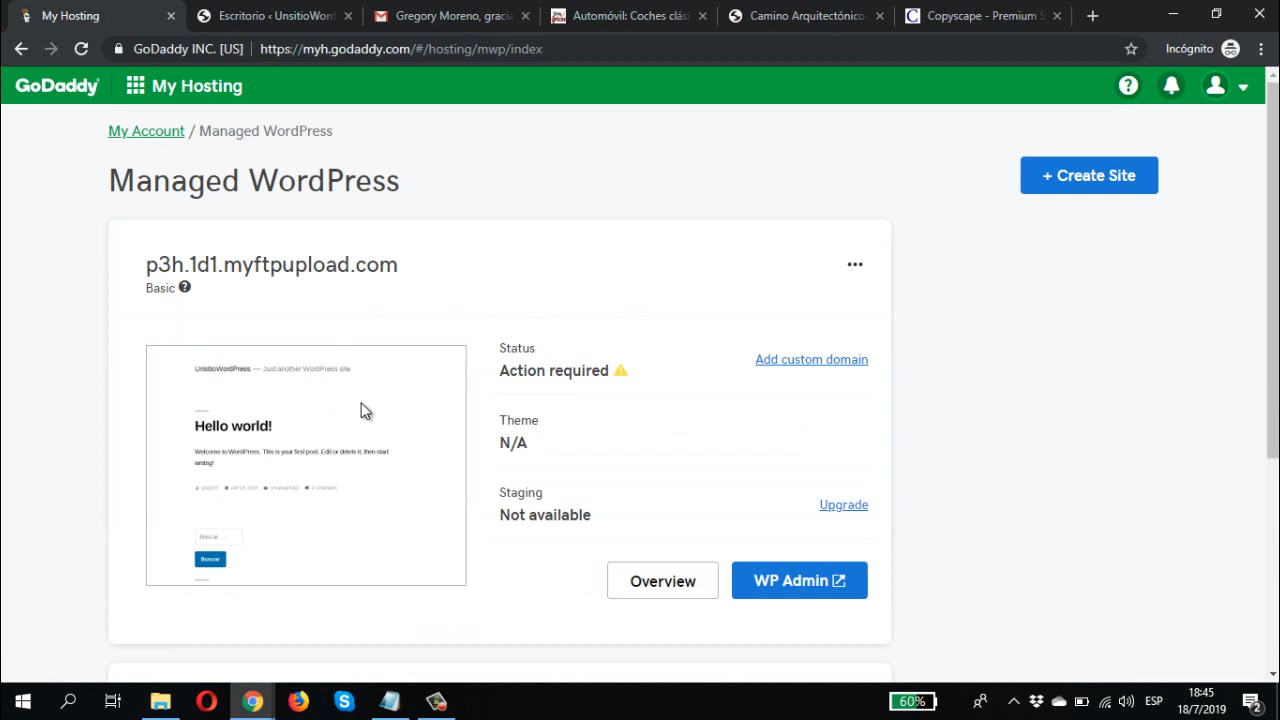 My Hosting
Escritorio ‹ UnsitioWor
Gregory Moreno, graci
Automóvil: Coches clás
Camino Arquitectónico
Copyscape - Premium S
GoDaddy INC. [US] https://myh.godaddy.com/#/hosting/mwp/index
Incógnito
GoDaddy My Hosting
My Account / Managed WordPress
Managed WordPress
+ Create Site
p3h.1d1.myftpupload.com
Basic
UnsitioWordPress — Just another WordPress site
Hello world!
Welcome to WordPress. This is your first post. Edit or delete it, then start
writing!
Buscar ...
Buscar
Status
Action required
Add custom domain
Theme
N/A
Staging
Not available
Upgrade
Overview
WP Admin
60%
ESP
18:45
18/7/2019
2